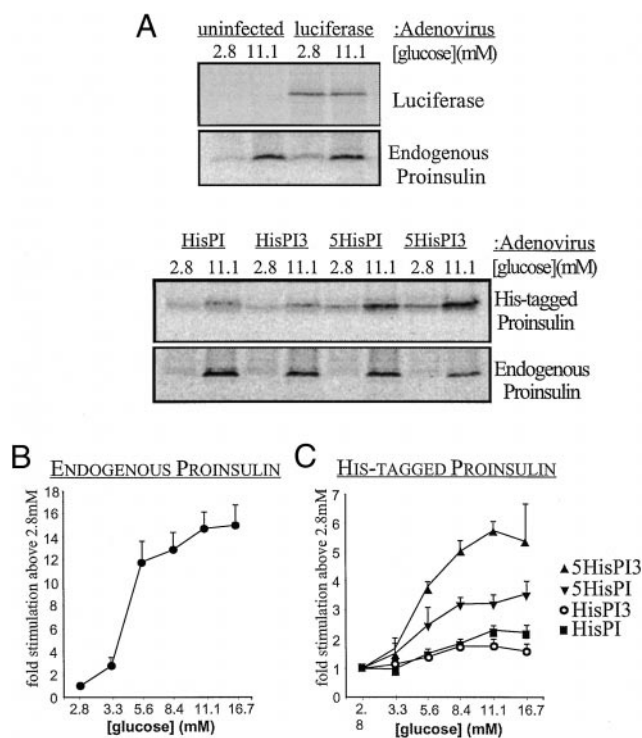 A
uninfected luciferase :Adenovirus
2.8 11.1 2.8 11.1 [glucose](mM)
Luciferase
Endogenous
Proinsulin
HisPI HisPI3 5HisPI 5HisPI3 :Adenovirus
2.8 11.1 2.8 11.1 2.8 11.1 2.8 11.1 [glucose](mM)
His-tagged
Proinsulin
Endogenous
Proinsulin
B ENDOGENOUS PROINSULIN
fold stimulation above 2.8mM
18
16
14
12
10
8
6
4
2
0
2.8 3.3 5.6 8.4 11.1 16.7
[glucose] (mM)
C HIS-TAGGED PROINSULIN
fold stimulation above 2.8mM
7
6
5
4
3
2
1
0
2.
8
3.3 5.6 8.4 11.1 16.7
[glucose] (mM)
5HisPI3
5HisPI
HisPI3
HisPI